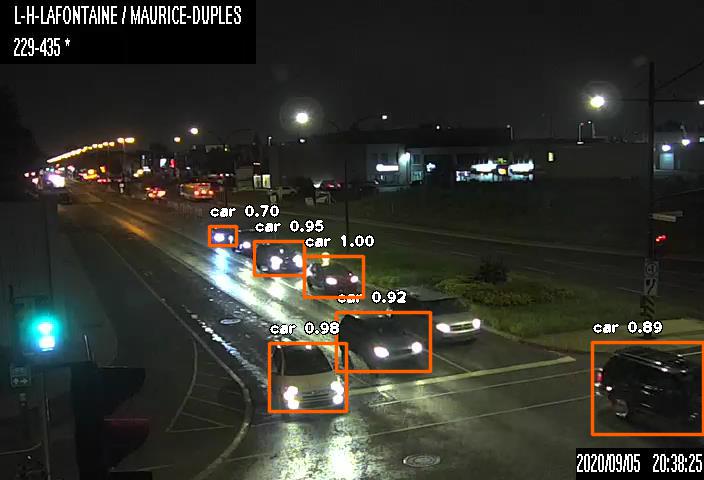 L-H-LAFONTAINE / MAURICE-DUPLES
229-435 *
car 0.70
car 0.95
car 1.00
car 0.92
car 0.98
car 0.89
2020/09/05 20:38:25